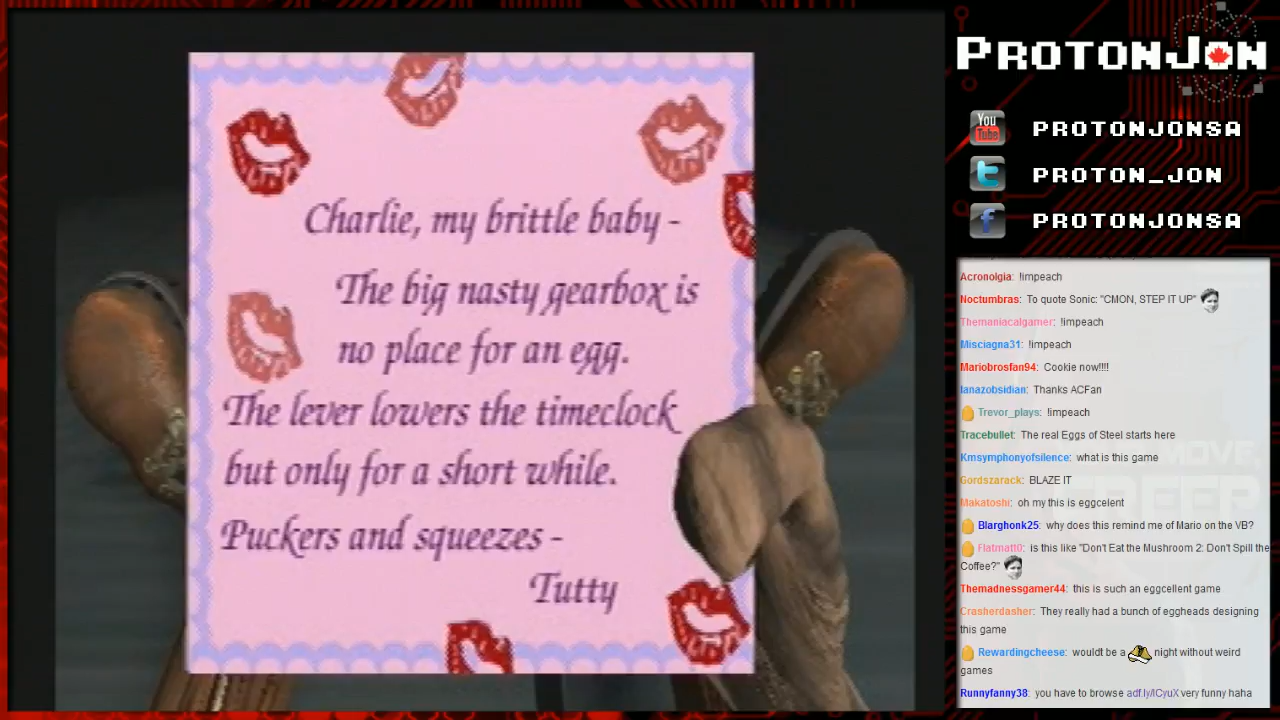 Charlie, my brittle baby -
The big nasty gearbox is
no place for an egg.
The lever lowers the timeclock
but only for a short while.
Puckers and squeezes -
Tutty
PROTONJON
You
Tube
PROTONJONSA
PROTON_JON
PROTONJONSA
Acronolgia: !impeach
Noctumbras: To quote Sonic: "CMON, STEP IT UP"
Themaniacalgamer: !impeach
Misciagna31: !impeach
Mariobrosfan94: Cookie now!!!!
Ianazobsidian: Thanks ACFan
Trevor_plays: !impeach
Tracebullet: The real Eggs of Steel starts here
Kmsymphonyofsilence: what is this game
Gordszarack: BLAZE IT
Makatoshi: oh my this is eggcelent
Blarghonk25: why does this remind me of Mario on the VB?
Flatmatt0: is this like "Don't Eat the Mushroom 2: Don't Spill the
Coffee?"
Themadnessgamer44: this is such an eggcellent game
Crasherdasher: They really had a bunch of eggheads designing
this game
Rewardingcheese: wouldt be a night without weird
games
Runnyfanny38: you have to browse adf.ly/lCyuX very funny haha